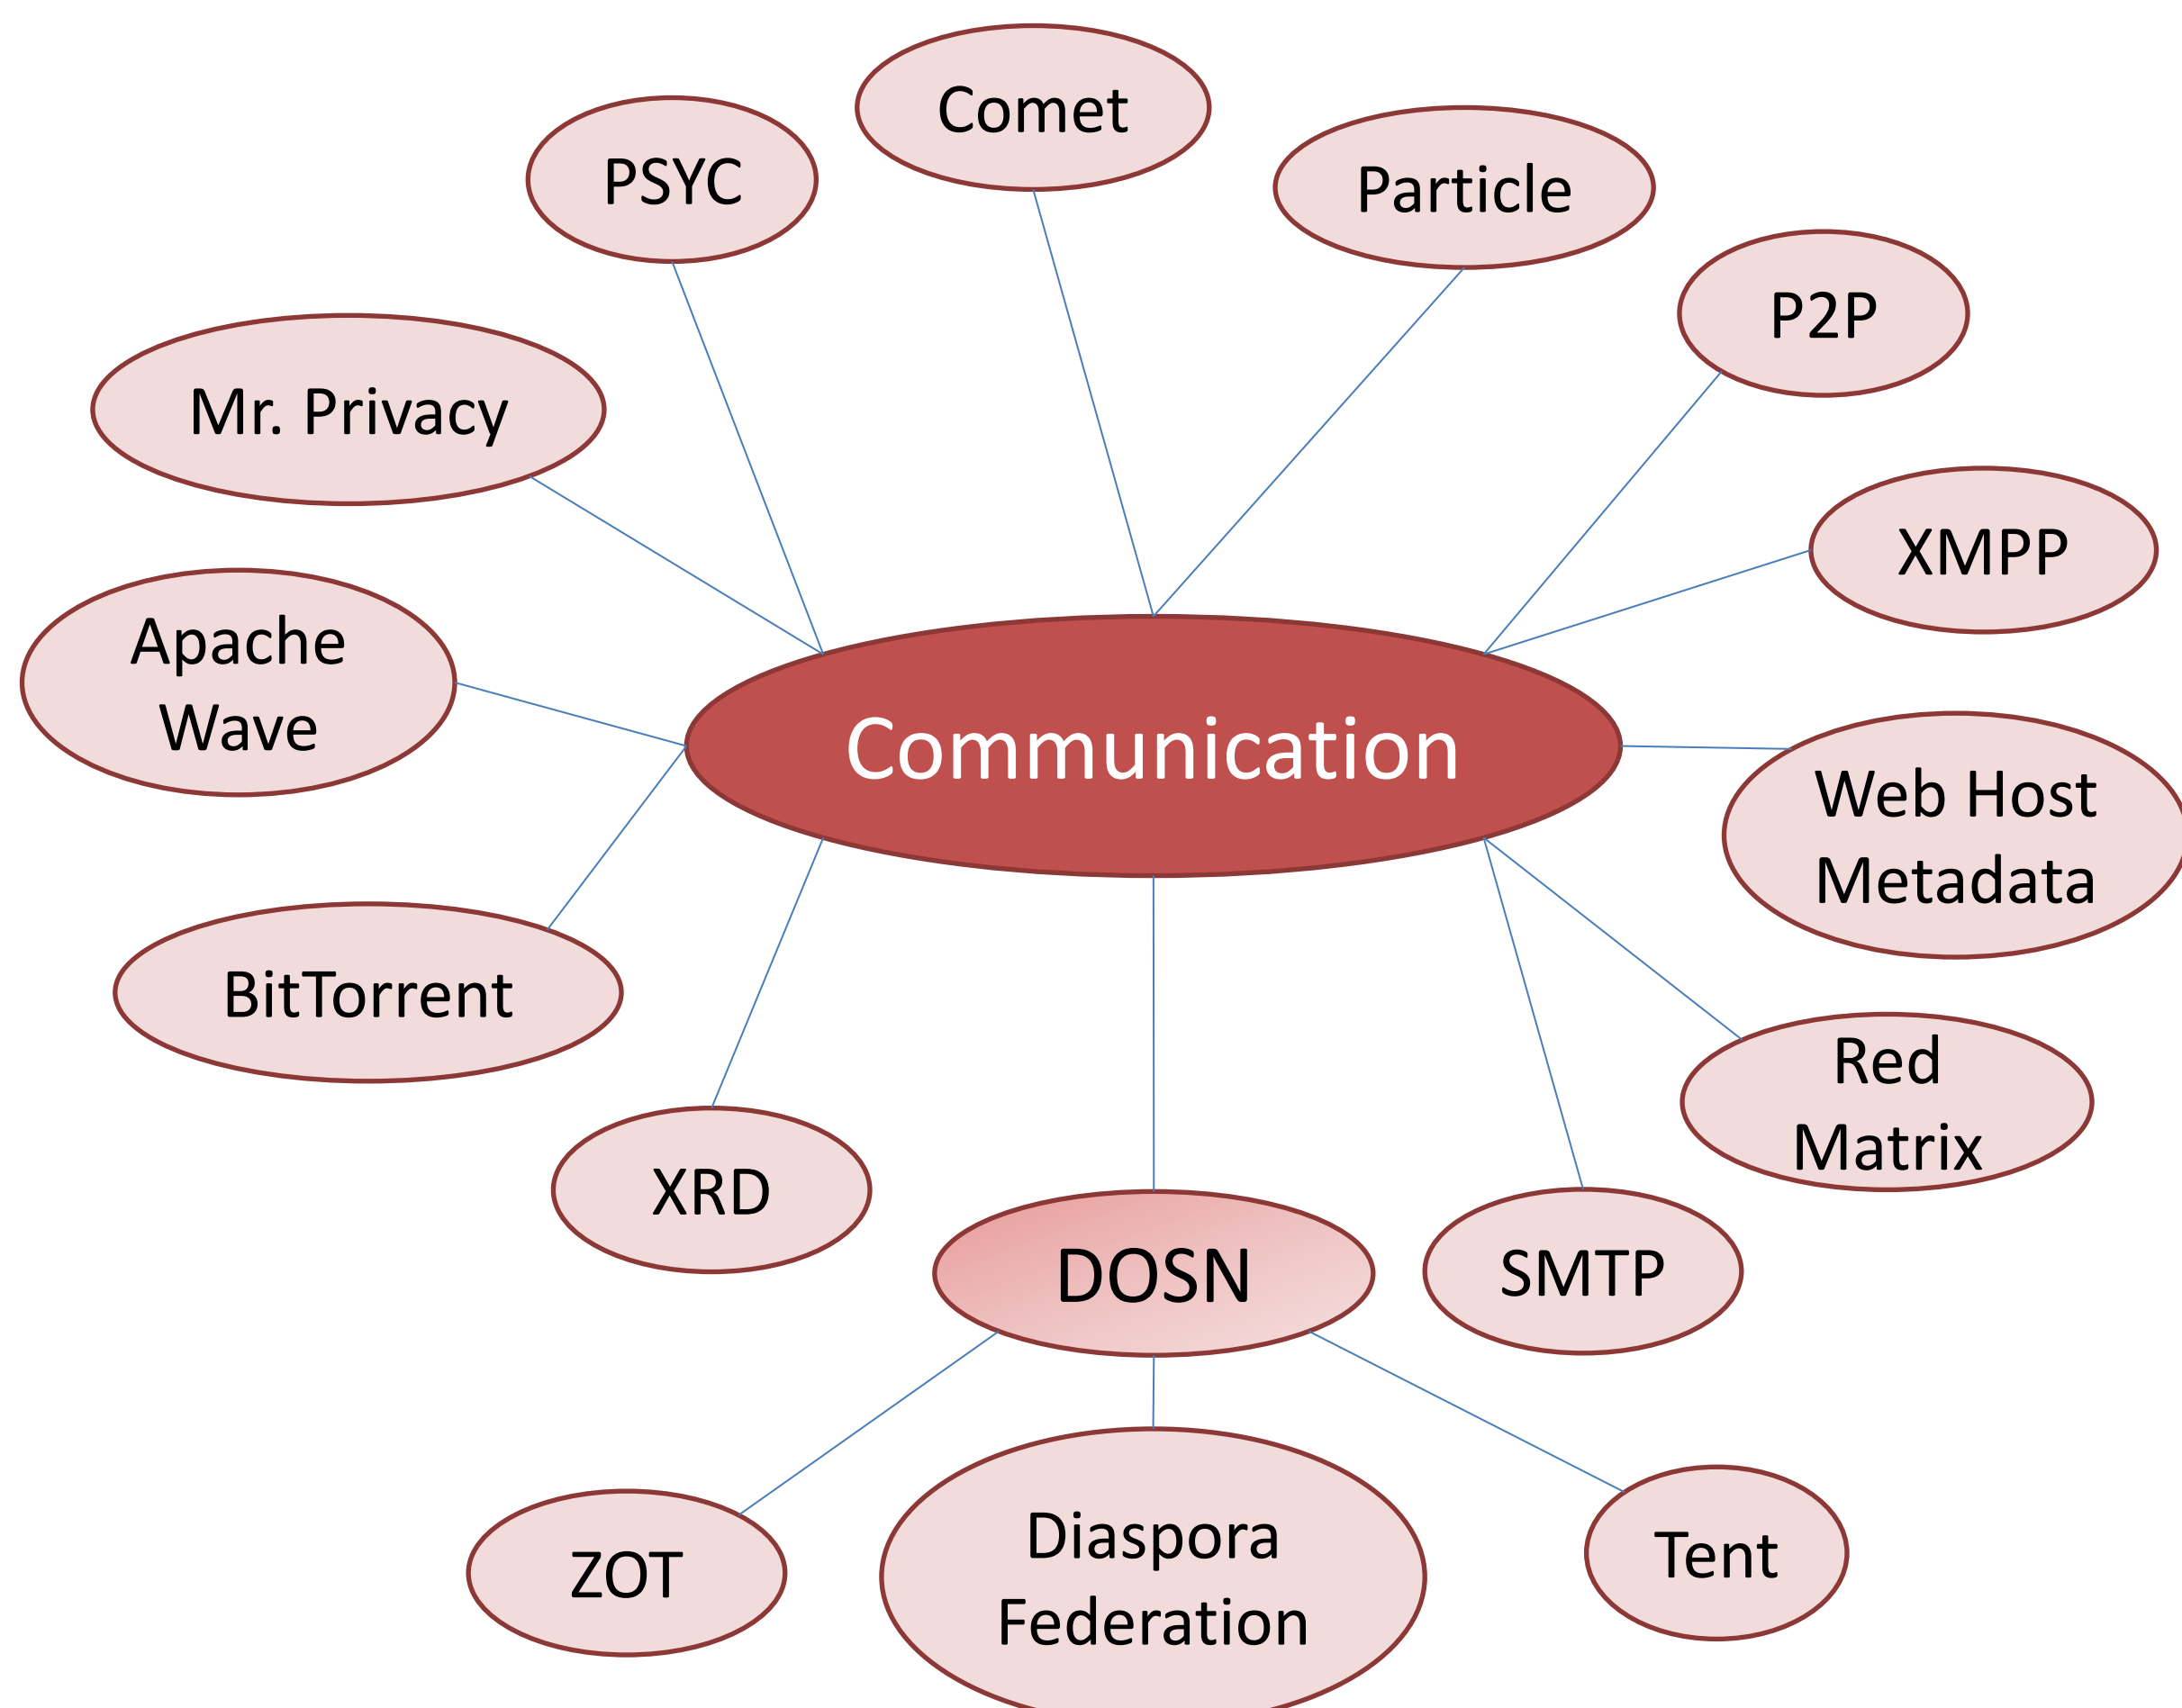 Comet
PSYC
Particle
P2P
Mr. Privacy
XMPP
Apache
Wave
Communication
Web Host
Metadata
BitTorrent
Red
Matrix
XRD
DOSN
SMTP
ZOT
Diaspora
Federation
Tent